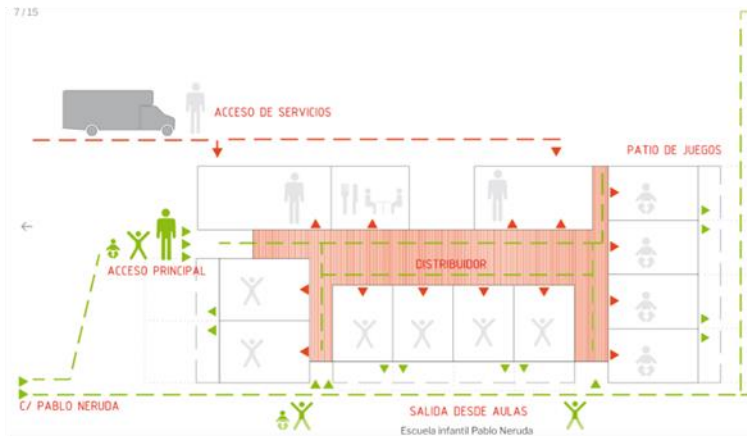 7 / 15
ACCESO DE SERVICIOS
PATIO DE JUEGOS
DISTRIBUIDOR
ACCESO PRINCIPAL
C/ PABLO NERUDA
SALIDA DESDE AULAS
Escuela infantil Pablo Neruda